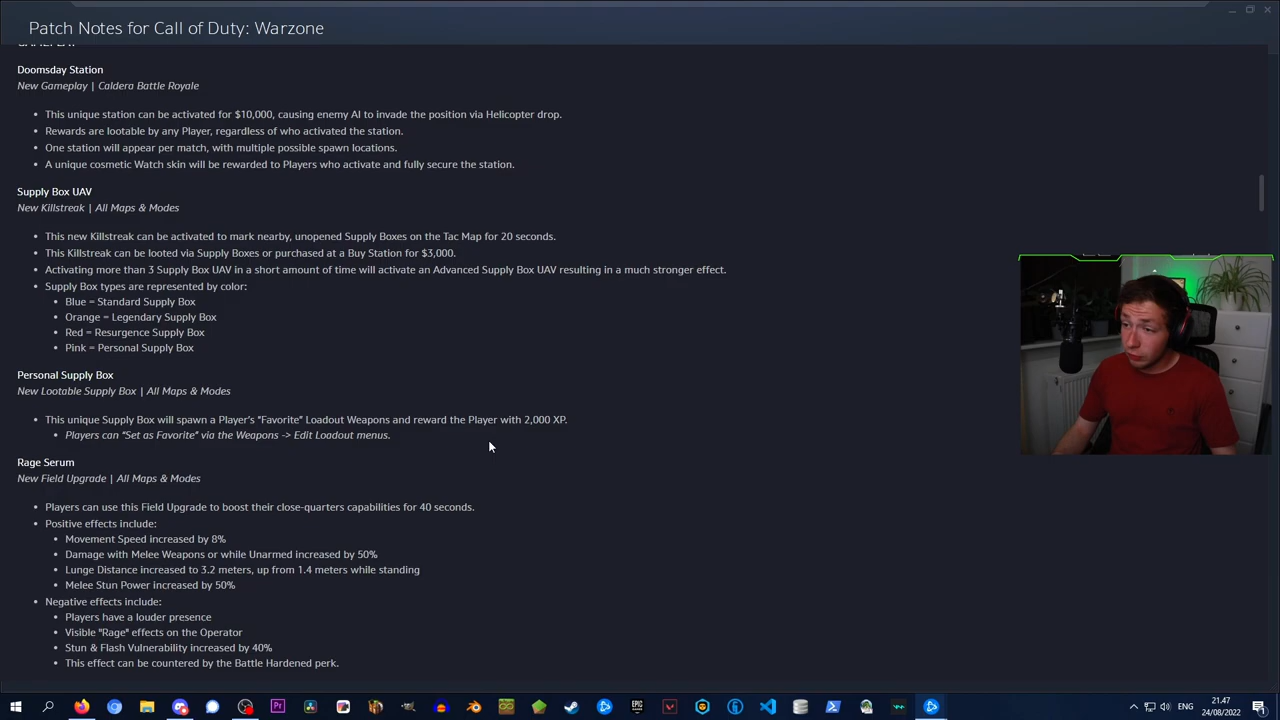 Patch Notes for Call of Duty: Warzone
GAMEPLAY
Doomsday Station
New Gameplay | Caldera Battle Royale
This unique station can be activated for $10,000, causing enemy AI to invade the position via Helicopter drop.
Rewards are lootable by any Player, regardless of who activated the station.
One station will appear per match, with multiple possible spawn locations.
A unique cosmetic Watch skin will be rewarded to Players who activate and fully secure the station.
Supply Box UAV
New Killstreak | All Maps & Modes
This new Killstreak can be activated to mark nearby, unopened Supply Boxes on the Tac Map for 20 seconds.
This Killstreak can be looted via Supply Boxes or purchased at a Buy Station for $3,000.
Activating more than 3 Supply Box UAV in a short amount of time will activate an Advanced Supply Box UAV resulting in a much stronger effect.
Supply Box types are represented by color:
Blue = Standard Supply Box
Orange = Legendary Supply Box
Red = Resurgence Supply Box
Pink = Personal Supply Box
Personal Supply Box
New Lootable Supply Box | All Maps & Modes
This unique Supply Box will spawn a Player's "Favorite" Loadout Weapons and reward the Player with 2,000 XP.
Players can "Set as Favorite" via the Weapons -> Edit Loadout menus.
Rage Serum
New Field Upgrade | All Maps & Modes
Players can use this Field Upgrade to boost their close-quarters capabilities for 40 seconds.
Positive effects include:
Movement Speed increased by 8%
Damage with Melee Weapons or while Unarmed increased by 50%
Lunge Distance increased to 3.2 meters, up from 1.4 meters while standing
Melee Stun Power increased by 50%
Negative effects include:
Players have a louder presence
Visible "Rage" effects on the Operator
Stun & Flash Vulnerability increased by 40%
This effect can be countered by the Battle Hardened perk.
Pr
EPIC
ENG
21.47
24/08/2022
1